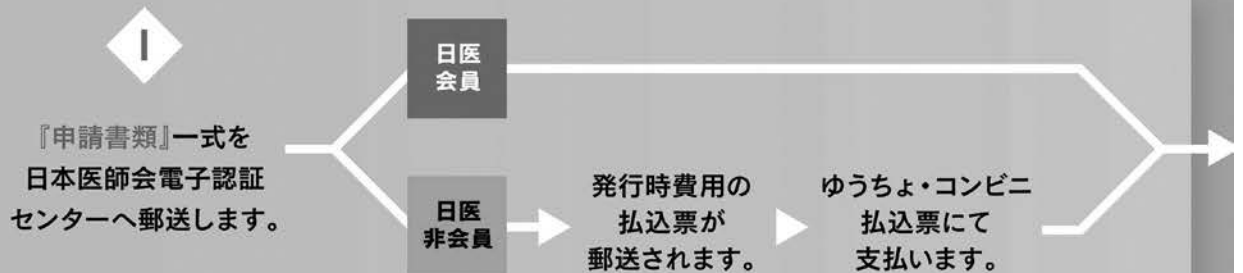 1
『申請書類』一式を
日本医師会電子認証
センターへ郵送します。
日医
会員
日医
非会員
発行時費用の
払込票が
郵送されます。
ゆうちょ・コンビニ
払込票にて
支払います。